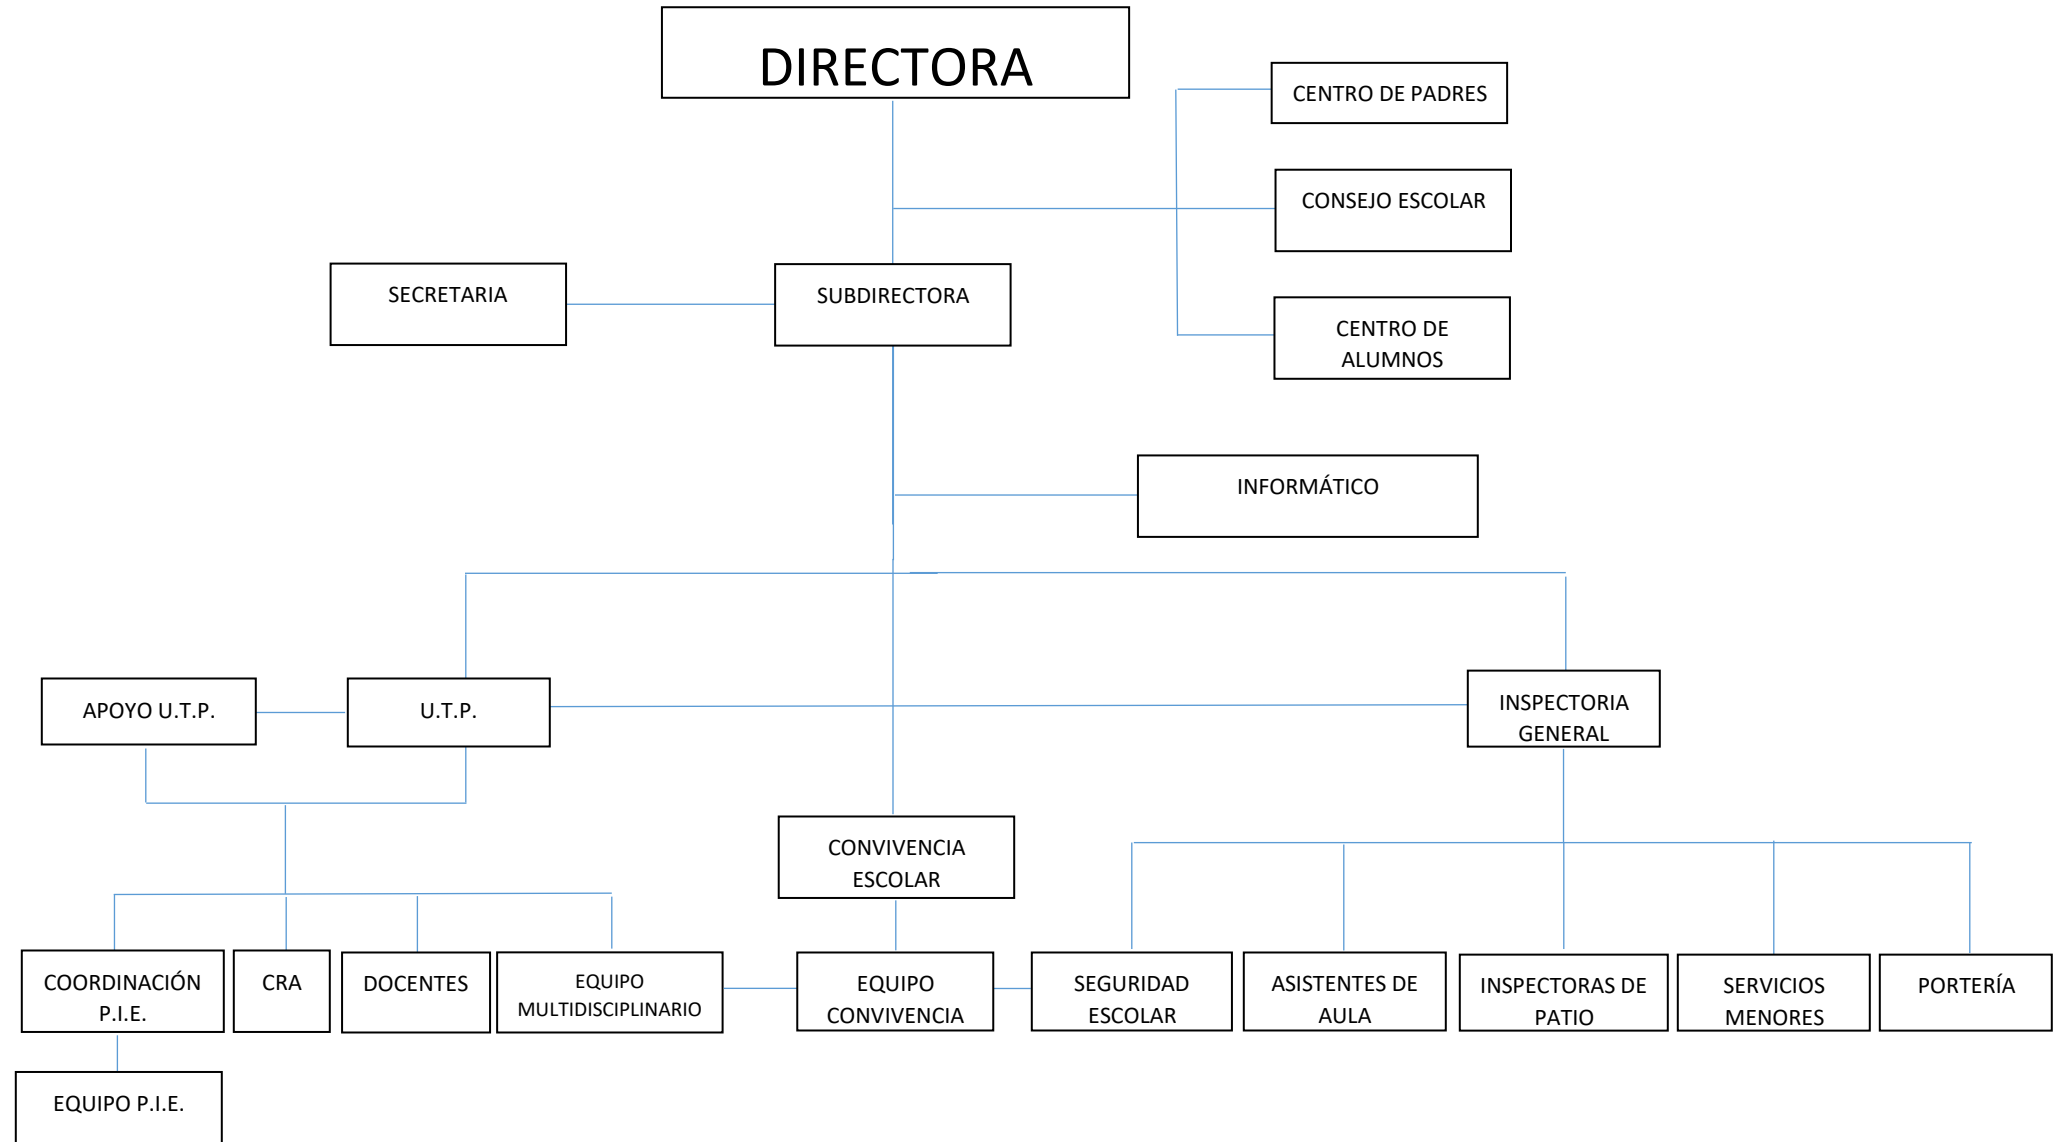 DIRECTORA
CENTRO DE PADRES
CONSEJO ESCOLAR
SECRETARIA
SUBDIRECTORA
CENTRO DE
ALUMNOS
INFORMÁTICO
APOYO U.T.P.
U.T.P.
INSPECTORIA
GENERAL
CONVIVENCIA
ESCOLAR
COORDINACIÓN
P.I.E.
CRA
DOCENTES
EQUIPO
MULTIDISCIPLINARIO
EQUIPO
CONVIVENCIA
SEGURIDAD
ESCOLAR
ASISTENTES DE
AULA
INSPECTORAS DE
PATIO
SERVICIOS
MENORES
PORTERÍA
EQUIPO P.I.E.